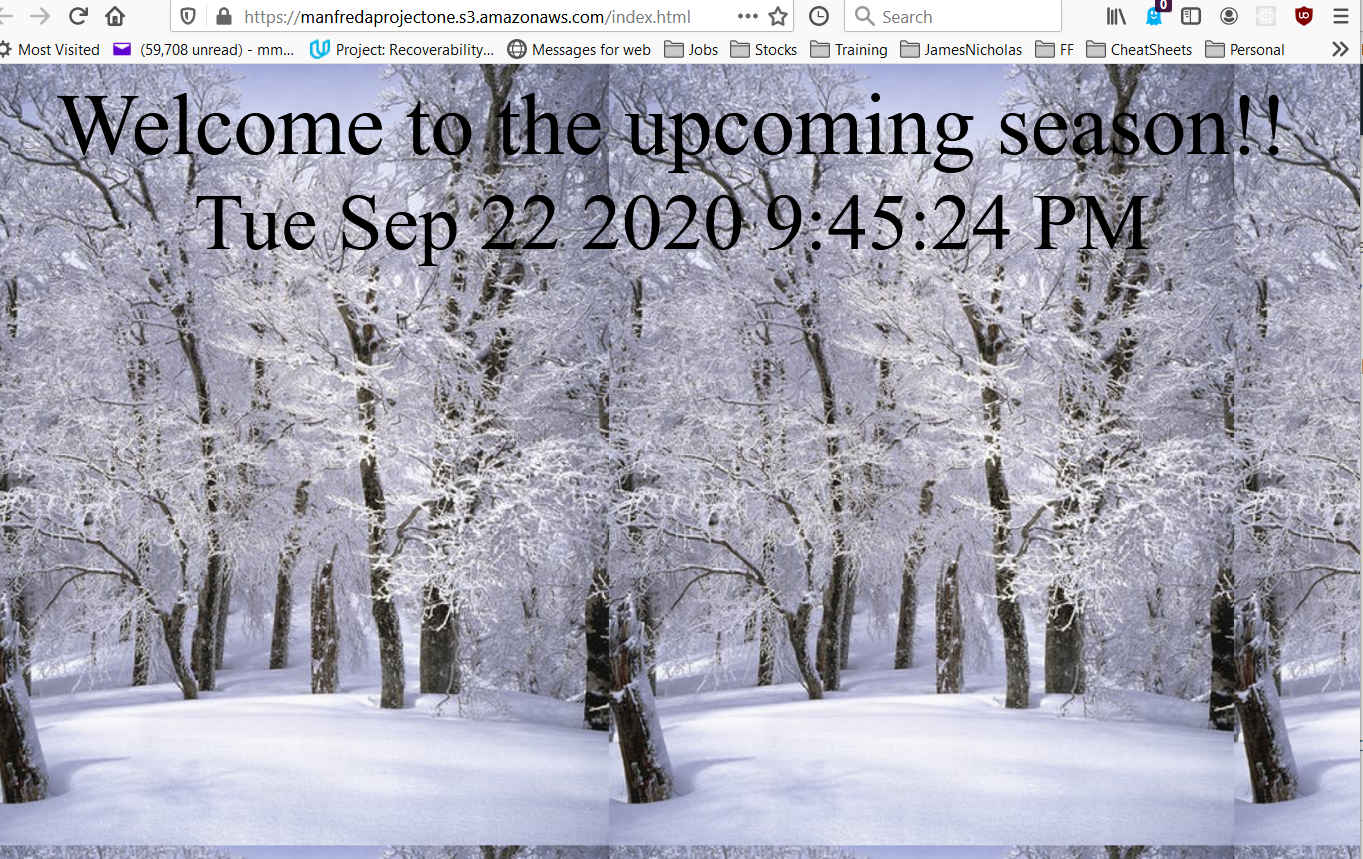 https://manfredaprojectone.s3.amazonaws.com/index.html
Search
0
Most Visited
(59,708 unread) - mm...
Project: Recoverability...
Messages for web
Jobs
Stocks
Training
JamesNicholas
FF
CheatSheets
Personal
Welcome to the upcoming season!!
Tue Sep 22 2020 9:45:24 PM